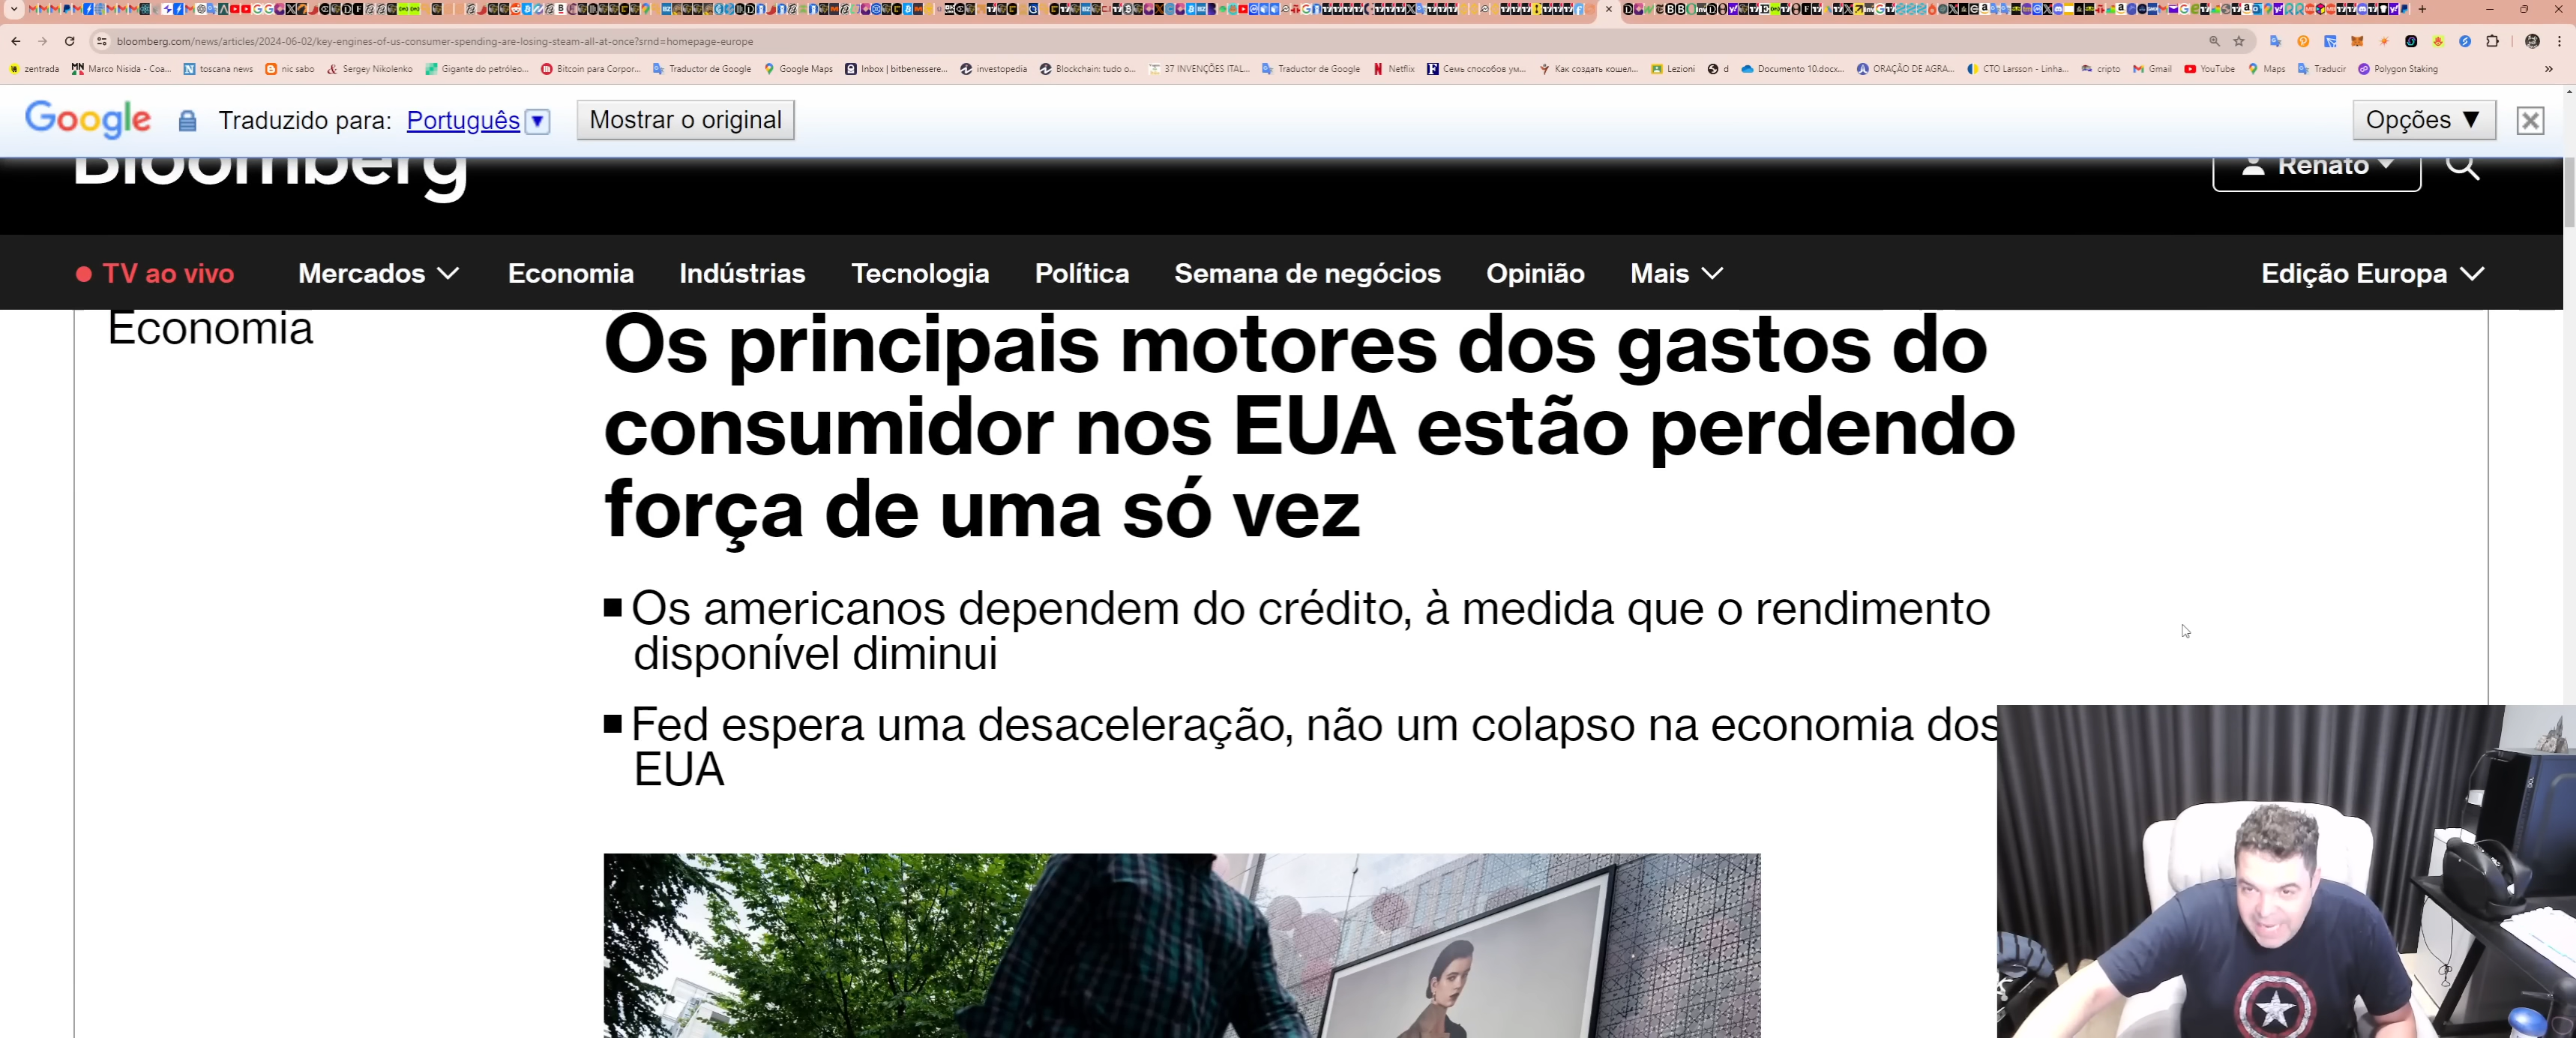 bloomberg.com/news/articles/2024-06-02/key-engines-of-us-consumer-spending-are-losing-steam-all-at-once?srnd=homepage-europe
zentrada Marco Nisida - Coa... toscana news nic sabo Sergey Nikolenko Gigante do petróleo... Bitcoin para Corpor... Traductor de Google Google Maps Inbox | bitbenessere... investopedia Blockchain: tudo o... 37 INVENÇÕES ITAL... Traductor de Google Netflix Семь способов ум... Как создать кошел... Lezioni d Documento 10.docx... ORAÇÃO DE AGRA... CTO Larsson - Linha... cripto Gmail YouTube Maps Traducir Polygon Staking
Google Traduzido para: Português Mostrar o original Opções
Bloomberg Renato
TV ao vivo Mercados Economia Indústrias Tecnologia Política Semana de negócios Opinião Mais Edição Europa
Economia
Os principais motores dos gastos do
consumidor nos EUA estão perdendo
força de uma só vez
Os americanos dependem do crédito, à medida que o rendimento
disponível diminui
Fed espera uma desaceleração, não um colapso na economia dos
EUA